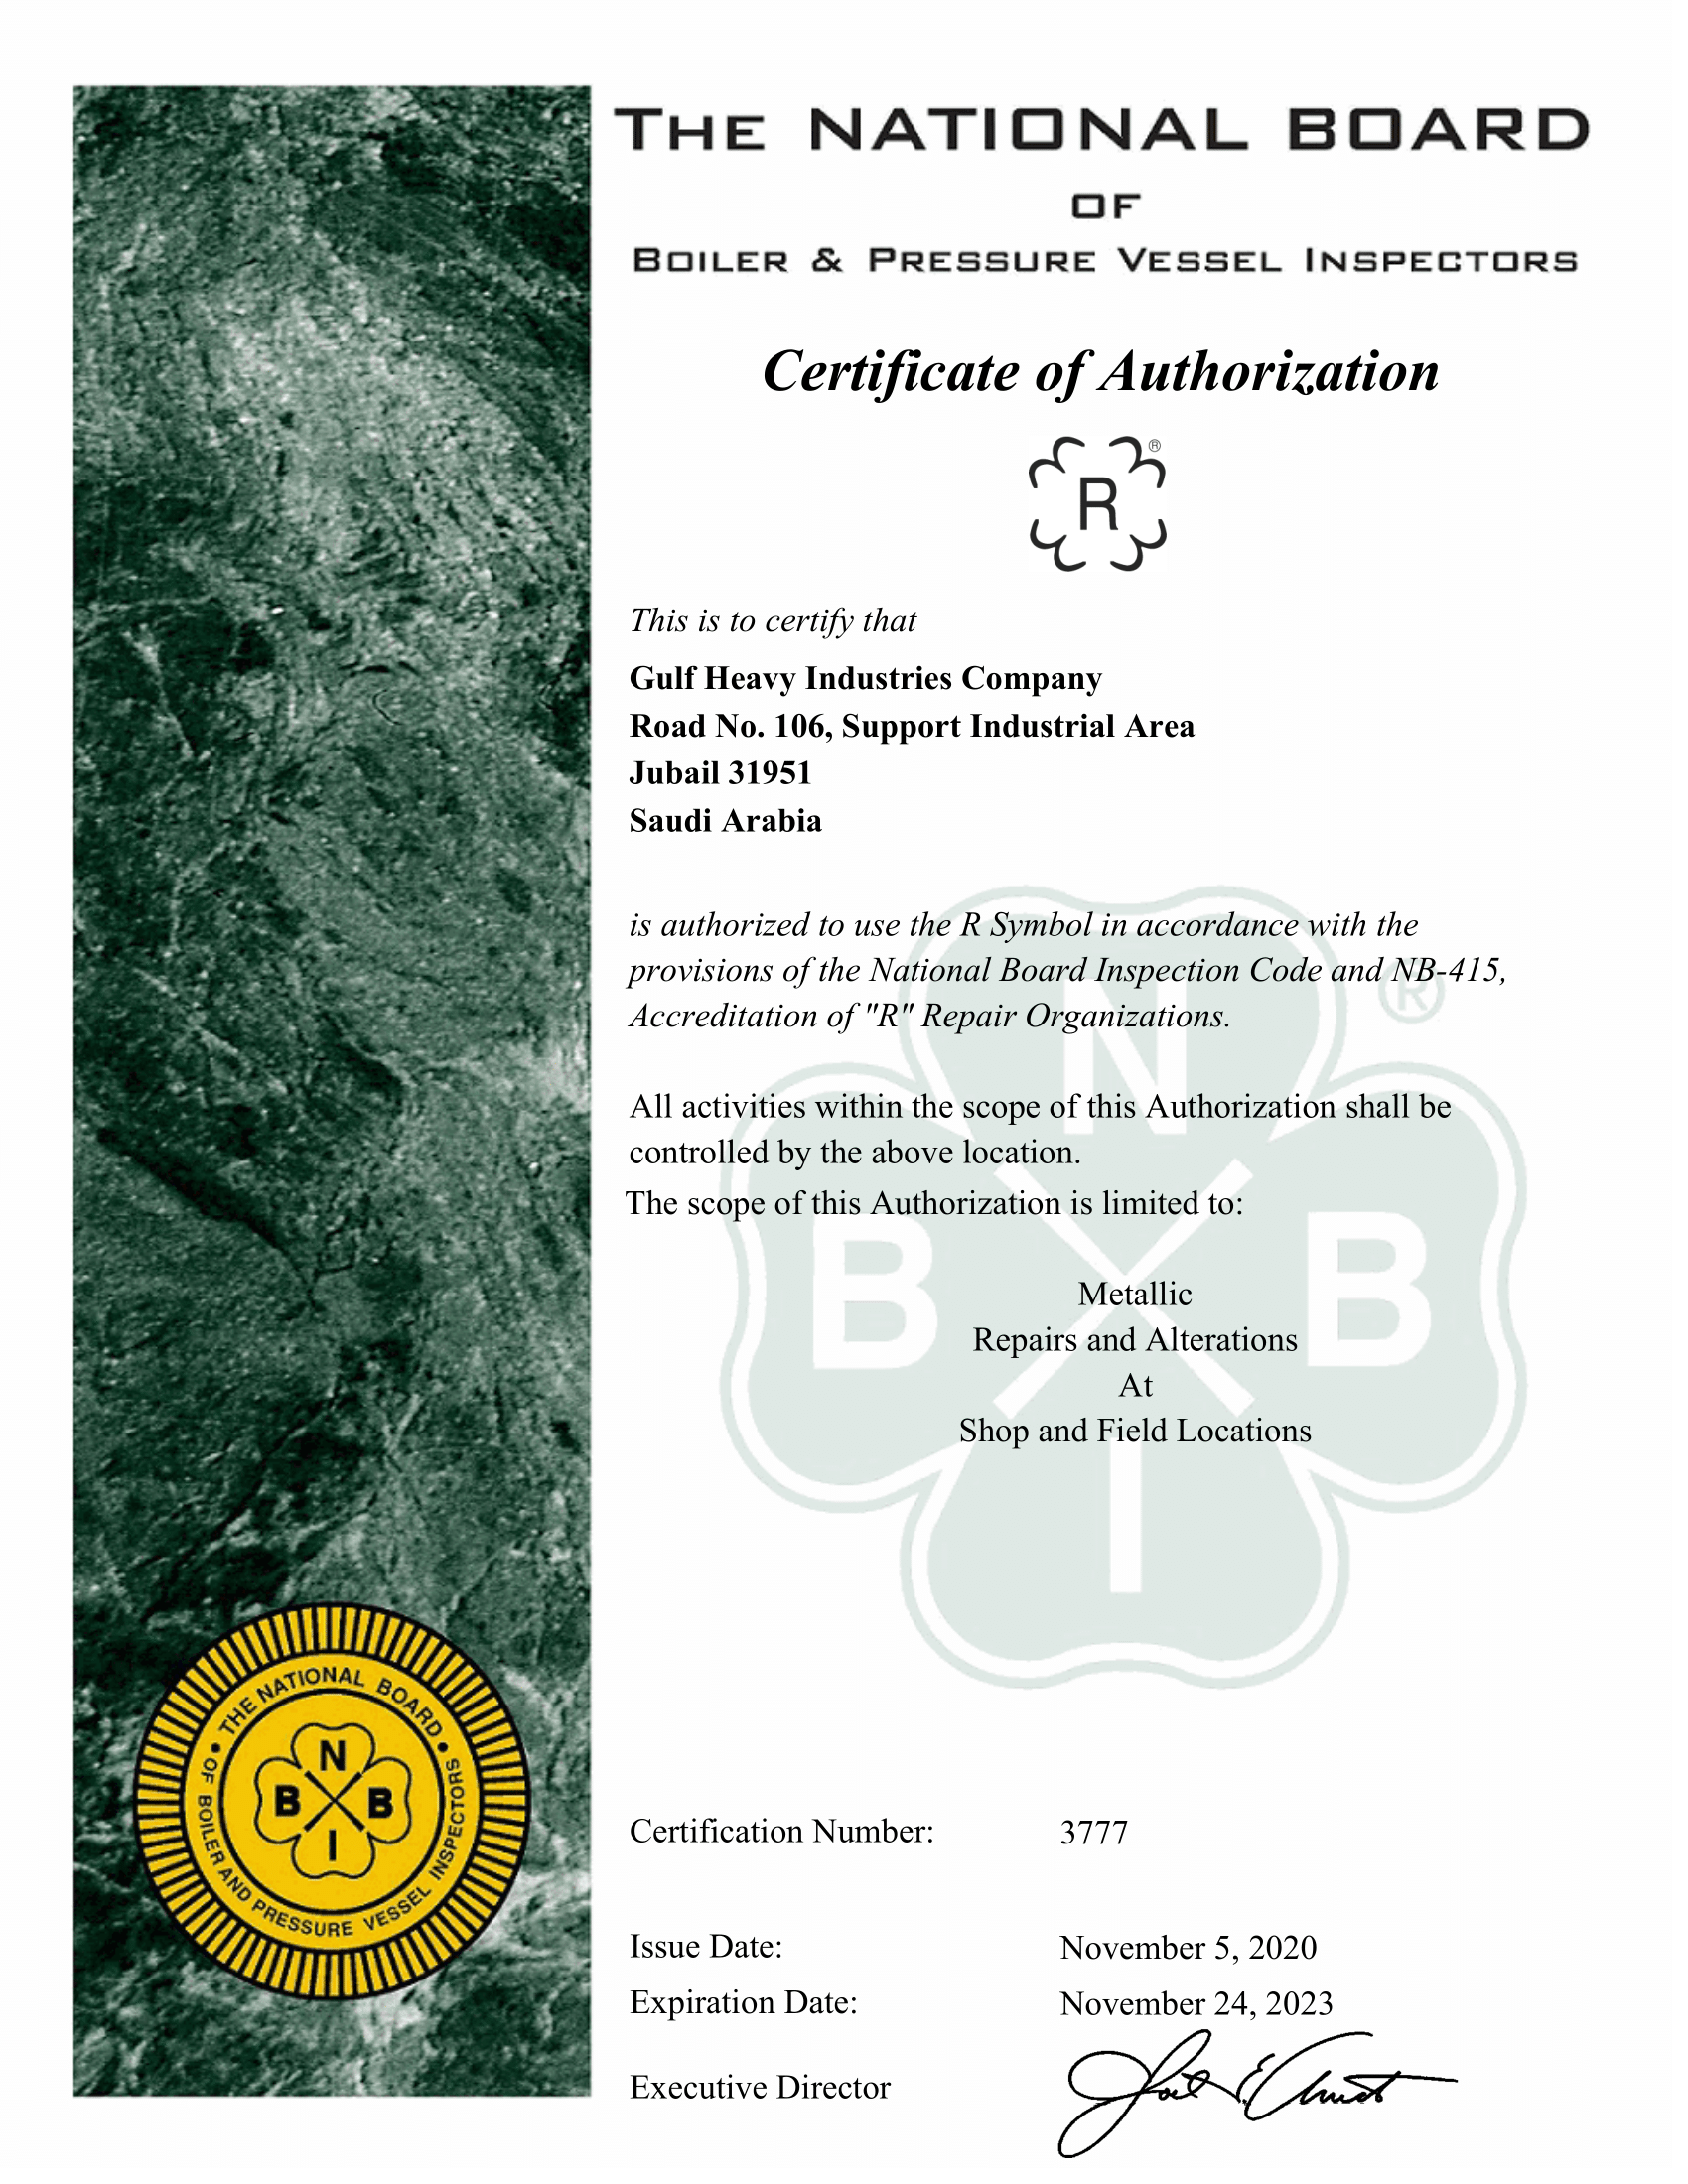 THE NATIONAL BOARD
OF
BOILER & PRESSURE VESSEL INSPECTORS
Certificate of Authorization
R ®
This is to certify that
Gulf Heavy Industries Company
Road No. 106, Support Industrial Area
Jubail 31951
Saudi Arabia
is authorized to use the R Symbol in accordance with the
provisions of the National Board Inspection Code and NB-415,
Accreditation of "R" Repair Organizations.
All activities within the scope of this Authorization shall be
controlled by the above location.
The scope of this Authorization is limited to:
Metallic
Repairs and Alterations
At
Shop and Field Locations
N ®
B B
I
THE NATIONAL BOARD
OF BOILER AND PRESSURE VESSEL INSPECTORS
N
B B
I
Certification Number: 3777
Issue Date: November 5, 2020
Expiration Date: November 24, 2023
Executive Director